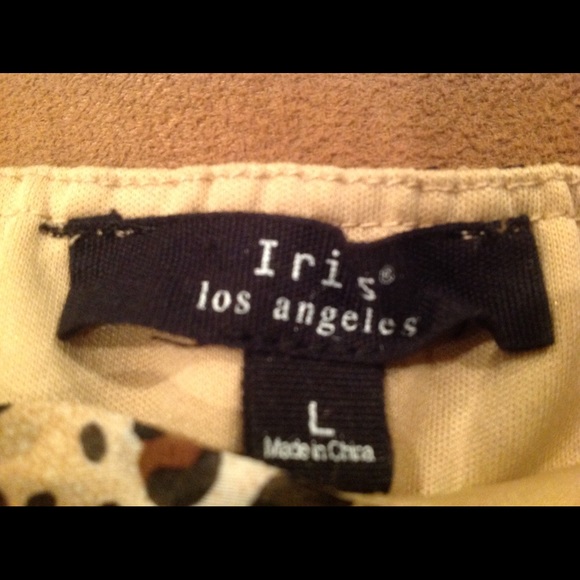 Iris®
los angeles
L
Made in China